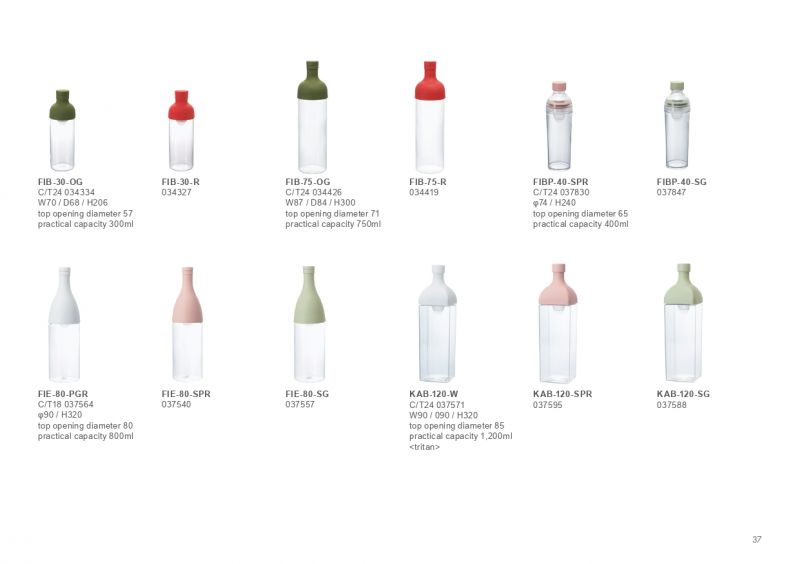 FIB-30-OG
C/T24 034334
W70 / D68 / H206
top opening diameter 57
practical capacity 300ml
FIB-30-R
034327
FIB-75-OG
C/T24 034426
W87 / D84 / H300
top opening diameter 71
practical capacity 750ml
FIB-75-R
034419
FIBP-40-SPR
C/T24 037830
φ74 / H240
top opening diameter 65
practical capacity 400ml
FIBP-40-SG
037847
FIE-80-PGR
C/T18 037564
φ90 / H320
top opening diameter 80
practical capacity 800ml
FIE-80-SPR
037540
FIE-80-SG
037557
KAB-120-W
C/T24 037571
W90 / 090 / H320
top opening diameter 85
practical capacity 1,200ml
<tritan>
KAB-120-SPR
037595
KAB-120-SG
037588
37